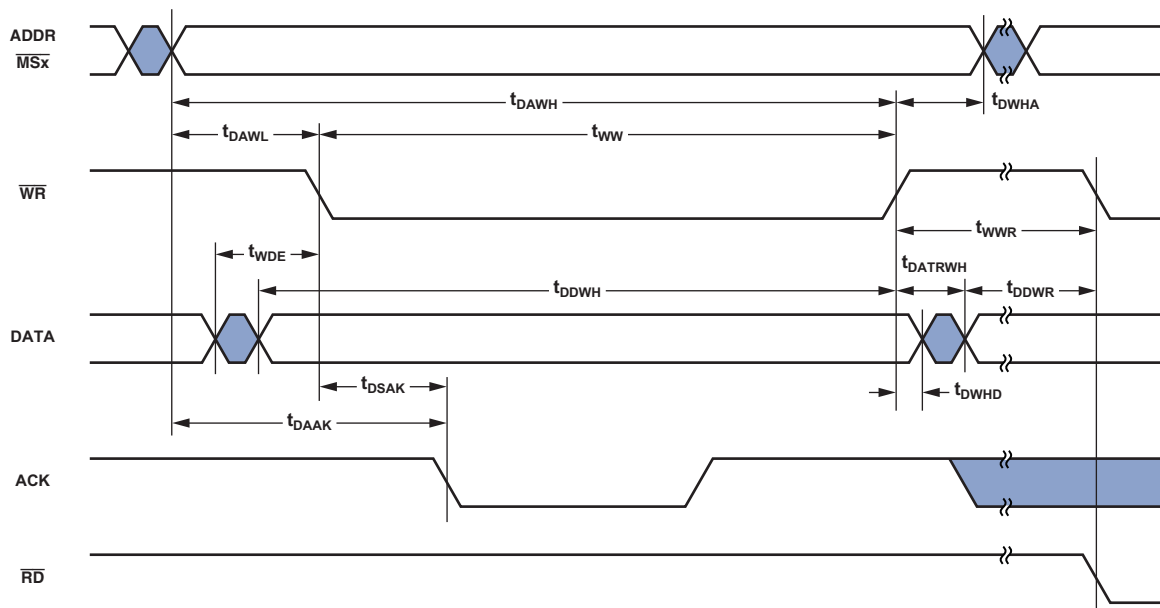 ADDR
MSx
tDAWH
tDWHA
tDAWL
tWW
WR
tWWR
tWDE
tDATRWH
tDDWH
tDDWR
DATA
tDSAK
tDWHD
tDAAK
ACK
RD